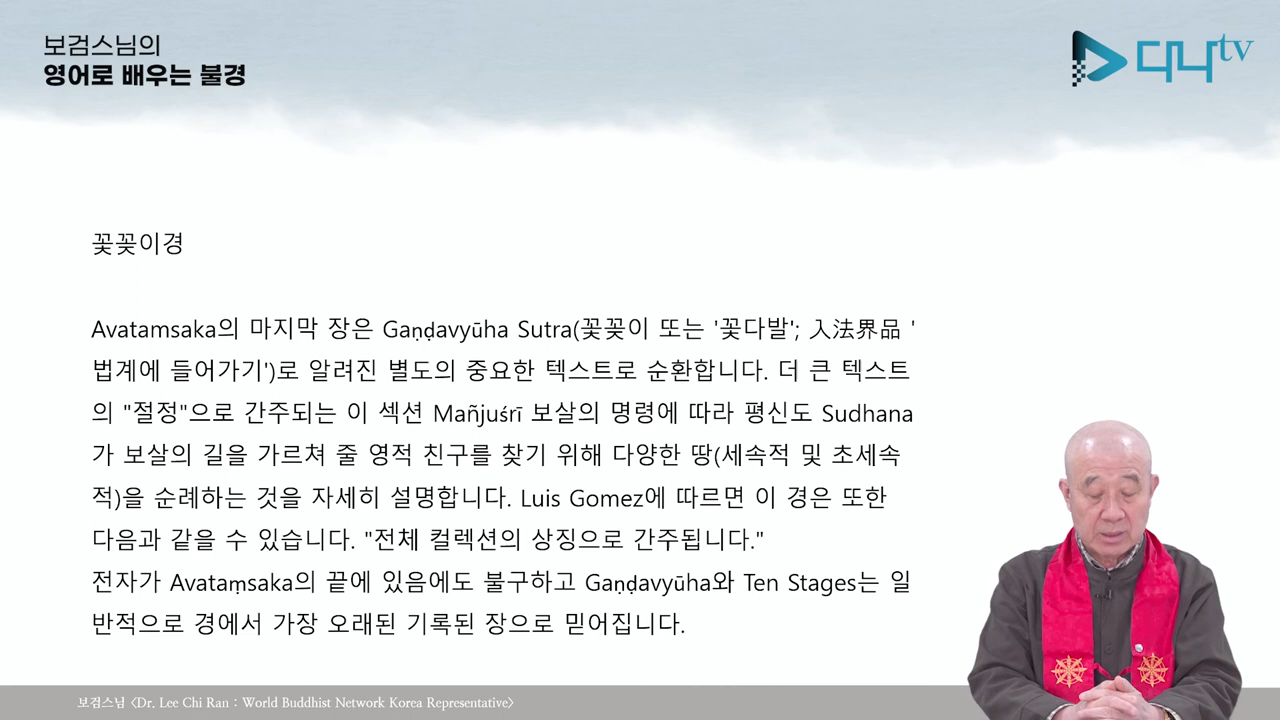 보검스님의
영어로 배우는 불경
다나tv
꽃꽂이경
Avatamsaka의 마지막 장은 Gaṇḍavyūha Sutra(꽃꽂이 또는 '꽃다발'; 入法界品 '
법계에 들어가기')로 알려진 별도의 중요한 텍스트로 순환합니다. 더 큰 텍스트
의 "절정"으로 간주되는 이 섹션 Mañjuśrī 보살의 명령에 따라 평신도 Sudhana
가 보살의 길을 가르쳐 줄 영적 친구를 찾기 위해 다양한 땅(세속적 및 초세속
적)을 순례하는 것을 자세히 설명합니다. Luis Gomez에 따르면 이 경은 또한
다음과 같을 수 있습니다. "전체 컬렉션의 상징으로 간주됩니다."
전자가 Avataṃsaka의 끝에 있음에도 불구하고 Gaṇḍavyūha와 Ten Stages는 일
반적으로 경에서 가장 오래된 기록된 장으로 믿어집니다.
보검스님 <Dr. Lee Chi Ran : World Buddhist Network Korea Representative>